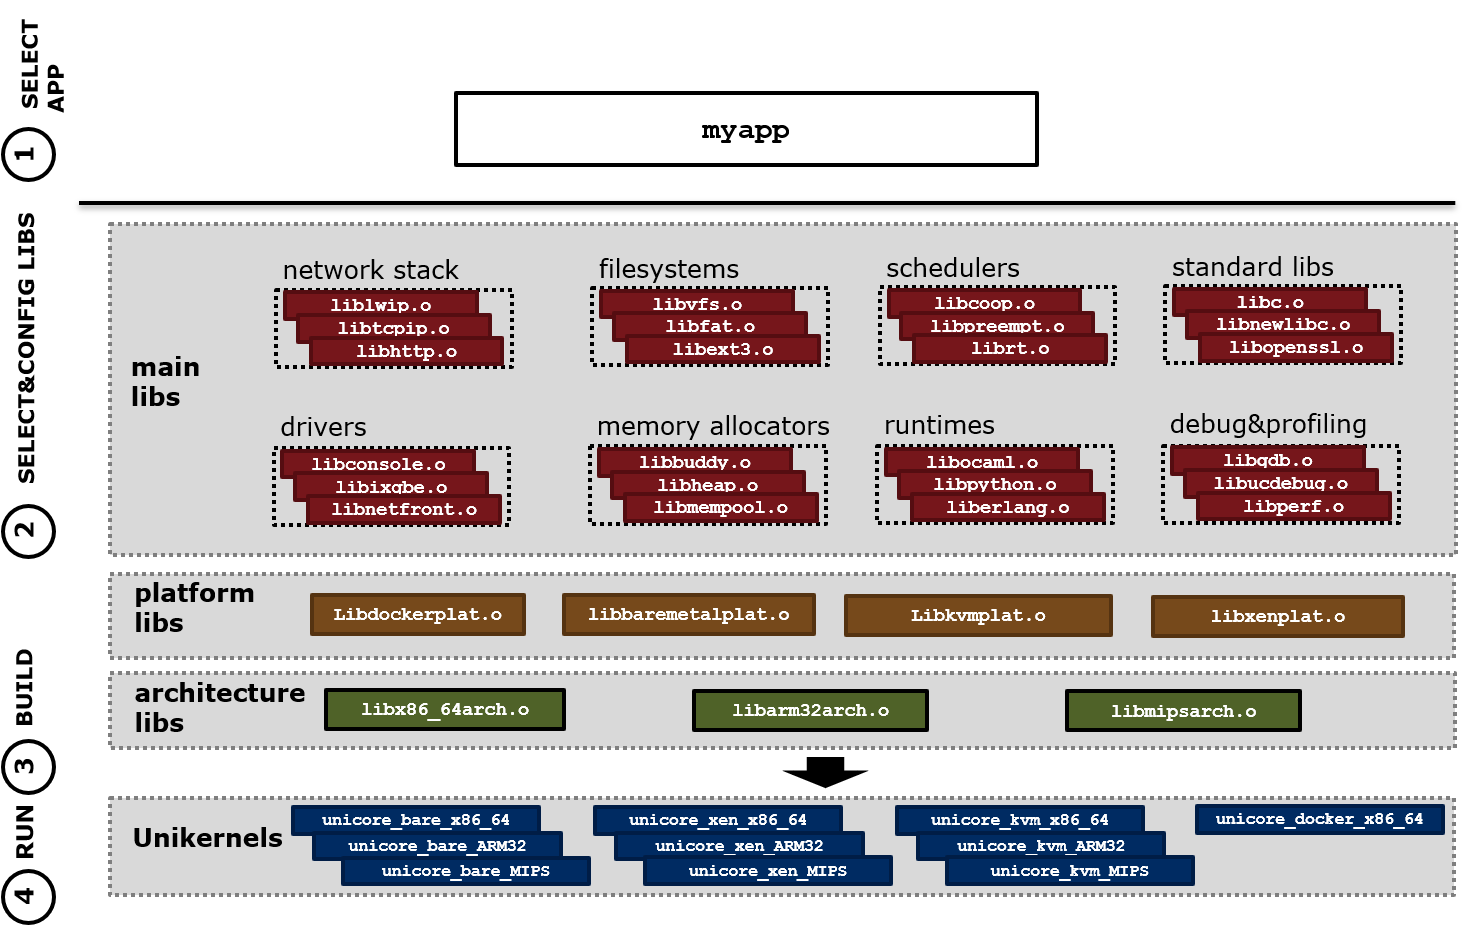 SELECT
APP
1
myapp
SELECT&CONFIG LIBS
2
main
libs
network stack
liblwip.o
libtcpip.o
libhttp.o
filesystems
libvfs.o
libfat.o
libext3.o
schedulers
libcoop.o
libpreempt.o
librt.o
standard libs
libc.o
libnewlibc.o
libopenssl.o
drivers
libconsole.o
libixgbe.o
libnetfront.o
memory allocators
libbuddy.o
libheap.o
libmempool.o
runtimes
libocaml.o
libpython.o
liberlang.o
debug&profiling
libgdb.o
libucdebug.o
libperf.o
platform
libs
Libdockerplat.o
libbaremetalplat.o
Libkvmplat.o
libxenplat.o
BUILD
3
architecture
libs
libx86_64arch.o
libarm32arch.o
libmipsarch.o
RUN
4
Unikernels
unicore_bare_x86_64
unicore_bare_ARM32
unicore_bare_MIPS
unicore_xen_x86_64
unicore_xen_ARM32
unicore_xen_MIPS
unicore_kvm_x86_64
unicore_kvm_ARM32
unicore_kvm_MIPS
unicore_docker_x86_64